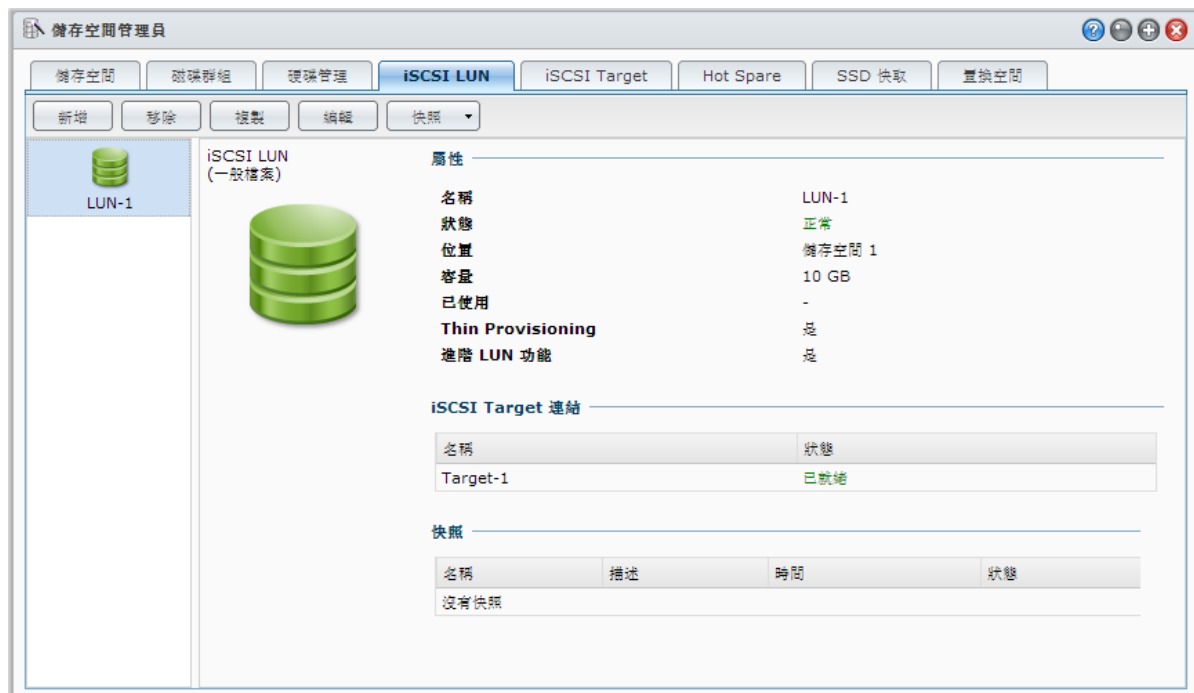 儲存空間管理員
儲存空間 磁碟群組 硬碟管理 iSCSI LUN iSCSI Target Hot Spare SSD 快取 置換空間
新增 移除 複製 編輯 快照
LUN-1
iSCSI LUN
(一般檔案)
屬性
名稱 LUN-1
狀態 正常
位置 儲存空間 1
容量 10 GB
已使用 -
Thin Provisioning 是
進階 LUN 功能 是
iSCSI Target 連結
名稱 狀態
Target-1 已就緒
快照
名稱 描述 時間 狀態
沒有快照